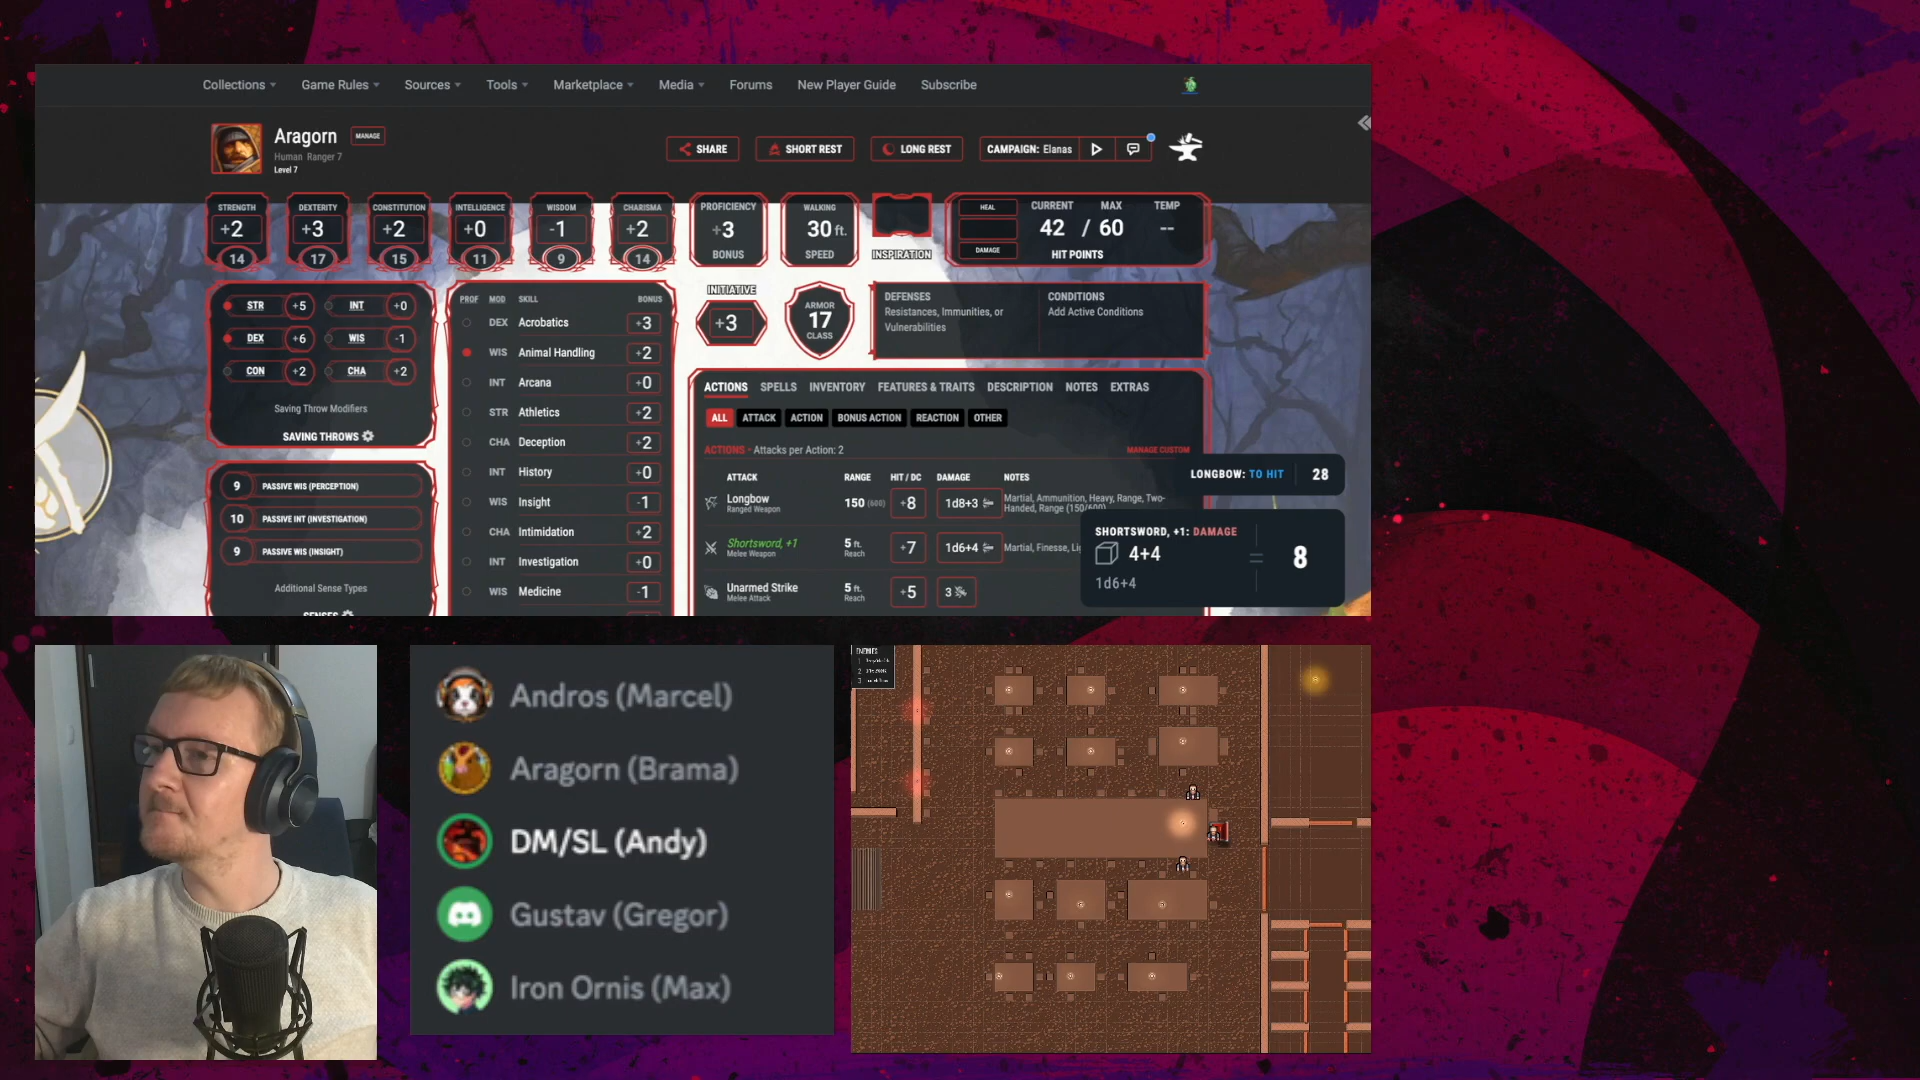 Collections Game Rules Sources Tools Marketplace Media Forums New Player Guide Subscribe
Aragorn MANAGE
Human Ranger 7
Level 7
SHARE SHORT REST LONG REST CAMPAIGN: Elanas
STRENGTH +2 14
DEXTERITY +3 17
CONSTITUTION +2 15
INTELLIGENCE +0 11
WISDOM -1 9
CHARISMA +2 14
PROFICIENCY +3 BONUS
WALKING 30 ft. SPEED
INSPIRATION
HEAL
DAMAGE
CURRENT MAX TEMP
42 / 60 --
HIT POINTS
STR +5 INT +0
DEX +6 WIS -1
CON +2 CHA +2
Saving Throw Modifiers
SAVING THROWS
9 PASSIVE WIS (PERCEPTION)
10 PASSIVE INT (INVESTIGATION)
9 PASSIVE WIS (INSIGHT)
Additional Sense Types
SENSES
PROF MOD SKILL BONUS
DEX Acrobatics +3
WIS Animal Handling +2
INT Arcana +0
STR Athletics +2
CHA Deception +2
INT History +0
WIS Insight -1
CHA Intimidation +2
INT Investigation +0
WIS Medicine -1
INITIATIVE
+3
ARMOR
17
CLASS
DEFENSES
Resistances, Immunities, or
Vulnerabilities
CONDITIONS
Add Active Conditions
ACTIONS SPELLS INVENTORY FEATURES & TRAITS DESCRIPTION NOTES EXTRAS
ALL ATTACK ACTION BONUS ACTION REACTION OTHER
ACTIONS • Attacks per Action: 2
MANAGE CUSTOM
ATTACK RANGE HIT / DC DAMAGE NOTES
Longbow
Ranged Weapon
150 (600) +8 1d8+3
Martial, Ammunition, Heavy, Range, Two-
Handed, Range (150/600)
Shortsword, +1
Melee Weapon
5 ft.
Reach
+7 1d6+4 Martial, Finesse,
Unarmed Strike
Melee Attack
5 ft.
Reach
+5 3
LONGBOW: TO HIT 28
SHORTSWORD, +1: DAMAGE
4+4 = 8
1d6+4
Andros (Marcel)
Aragorn (Brama)
DM/SL (Andy)
Gustav (Gregor)
Iron Ornis (Max)
ENEMIES
1
2
3